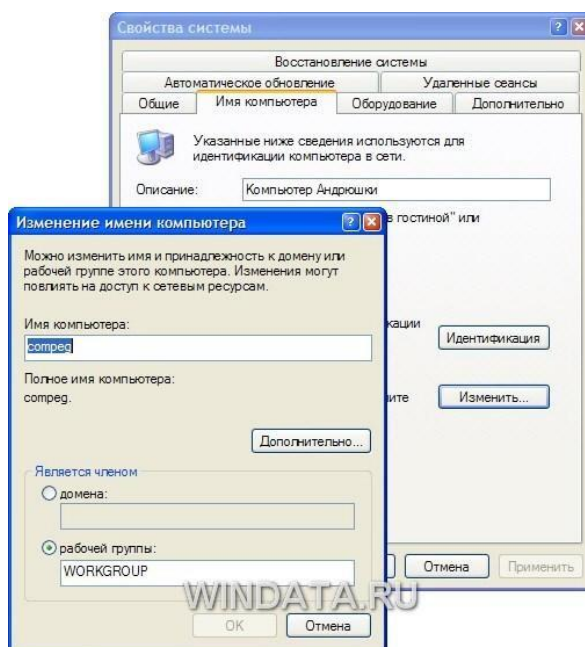 Свойства системы
Восстановление системы
Автоматическое обновление
Удаленные сеансы
Общие
Имя компьютера
Оборудование
Дополнительно
Указанные ниже сведения используются для
идентификации компьютера в сети.
Описание:
Компьютер Андрюшки
в гостиной" или
Идентификация
Изменить...
Отмена
Применить
Изменение имени компьютера
Можно изменить имя и принадлежность к домену или
рабочей группе этого компьютера. Изменения могут
повлиять на доступ к сетевым ресурсам.
Имя компьютера:
compeg
Полное имя компьютера:
compeg.
Дополнительно...
Является членом
домена:
рабочей группы:
WORKGROUP
WINDATA.RU
OK
Отмена